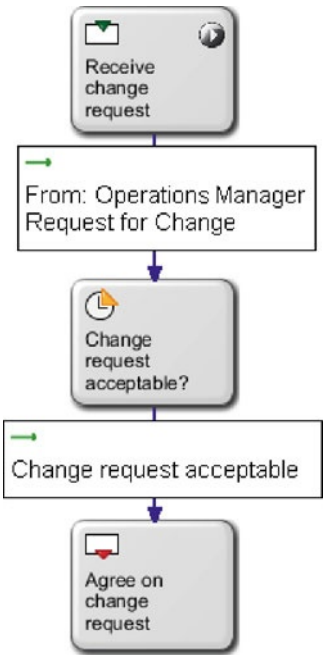 Receive
change
request
From: Operations Manager
Request for Change
Change
request
acceptable?
Change request acceptable
Agree on
change
request